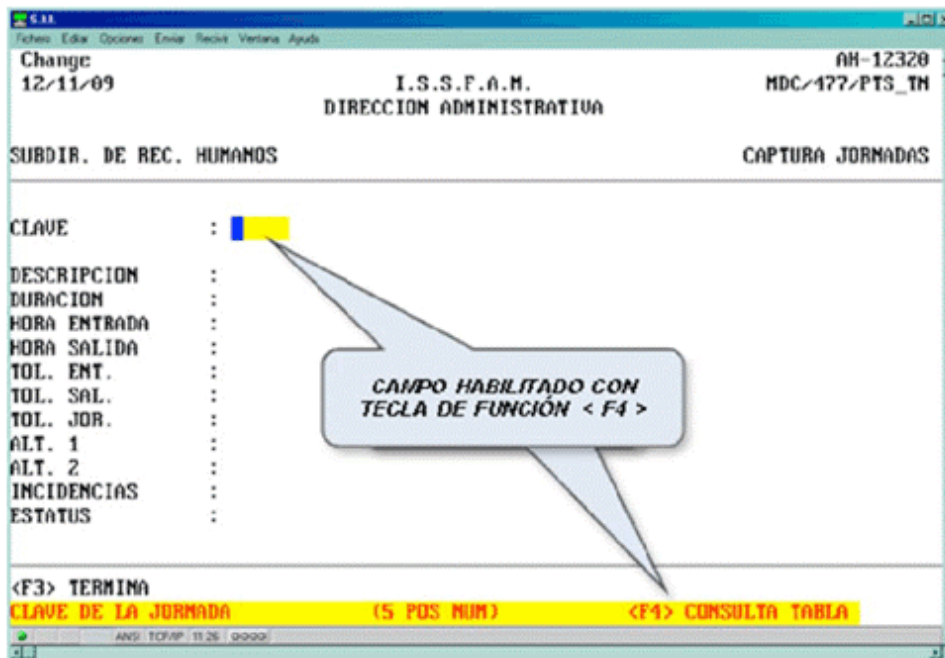 S.I.I.
Fichero Editar Opciones Enviar Recivir Ventana Ayuda
Change AH-12320
12/11/09 I.S.S.F.A.M. MDC/477/PTS_TN
DIRECCION ADMINISTRATIVA
SUBDIR. DE REC. HUMANOS CAPTURA JORNADAS
CLAVE :
DESCRIPCION :
DURACION :
HORA ENTRADA :
HORA SALIDA :
TOL. ENT. :
TOL. SAL. :
TOL. JOR. :
ALT. 1 :
ALT. 2 :
INCIDENCIAS :
ESTATUS :
CAMPO HABILITADO CON
TECLA DE FUNCIÓN < F4 >
<F3> TERMINA
CLAVE DE LA JORNADA (5 POS NUM) <F4> CONSULTA TABLA
ANSI TCP/IP 11:26